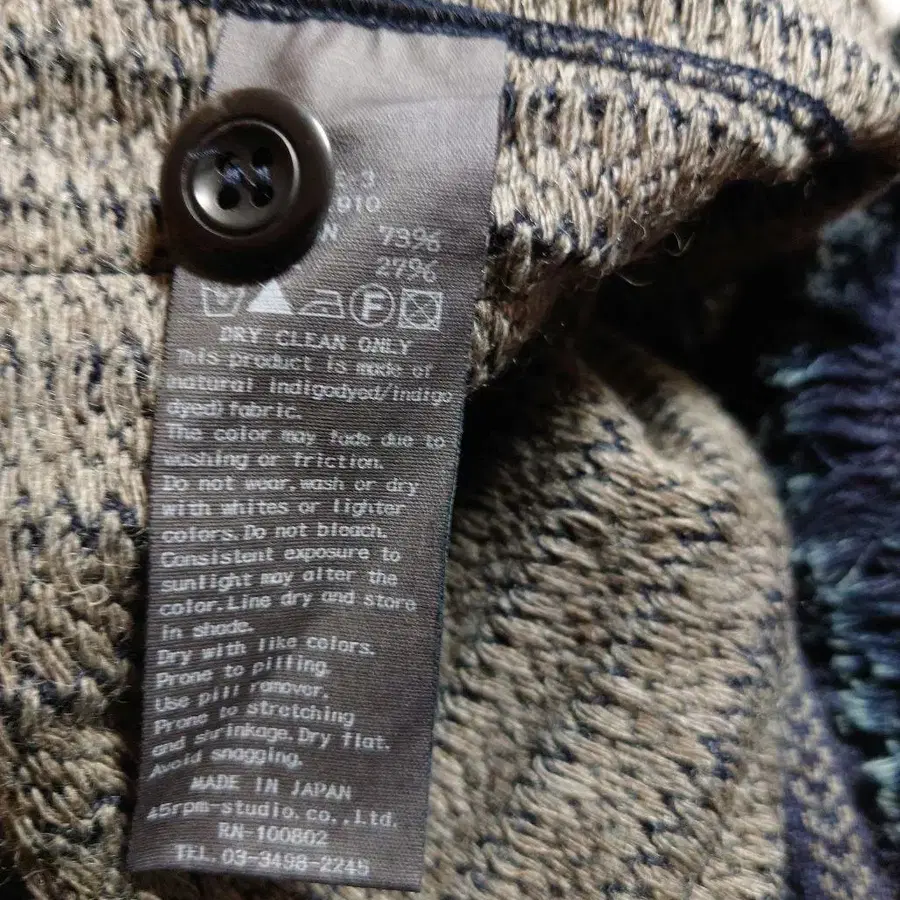 3
910
N 73%
27%
F
DRY CLEAN ONLY
This product is made of
natural indigodyed/indigo
dyed) fabric.
The color may fade due to
washing or friction.
Do not wear,wash or dry
with whites or lighter
colors.Do not bleach.
Consistent exposure to
sunlight may alter the
color.Line dry and store
in shade.
Dry with like colors.
Prone to pilling.
Use pill remover.
Prone to stretching
and shrinkage.Dry flat.
Avoid snagging.
MADE IN JAPAN
45rpm-studio.co.,Ltd.
RN-100802
TEL.03-3498-2245